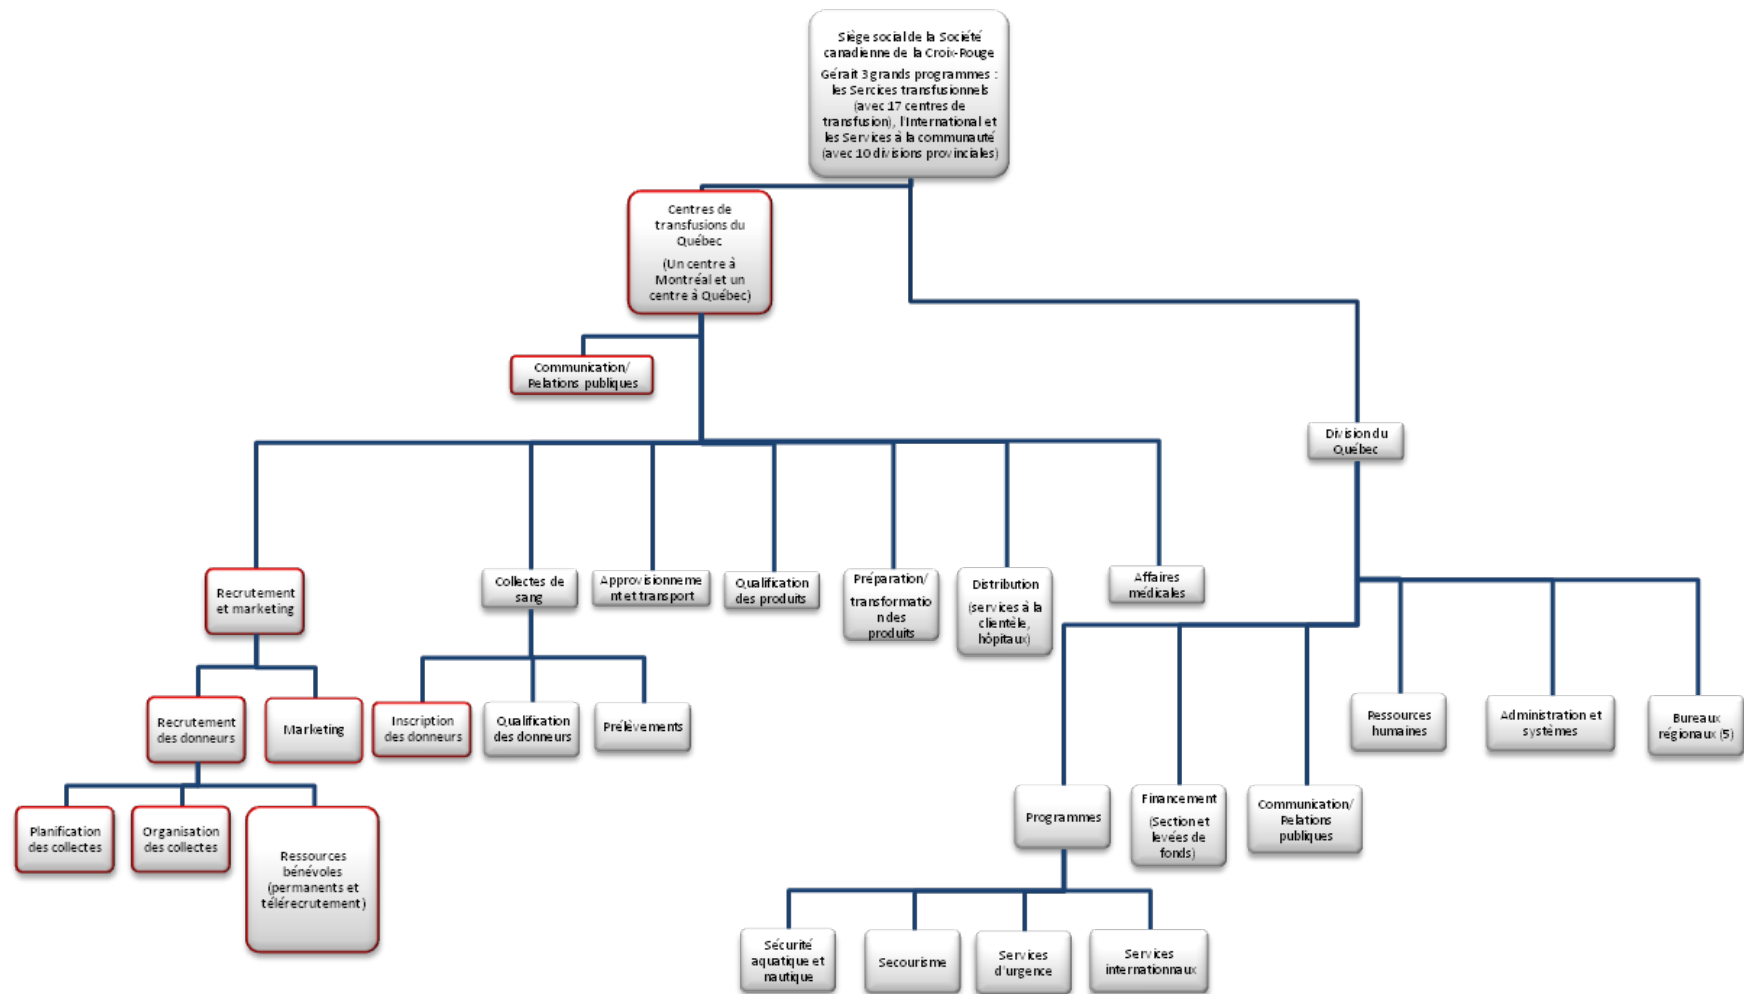 Siège social de la Société
canadienne de la Croix-Rouge
Gérait 3 grands programmes :
les Sercices transfusionnels
(avec 17 centres de
transfusion), l'International et
les Services à la communauté
(avec 10 divisions provinciales)
Centres de
transfusions du
Québec
(Un centre à
Montréal et un
centre à Québec)
Communication/
Relations publiques
Division du
Québec
Recrutement
et marketing
Collectes de
sang
Approvisionneme
nt et transport
Qualification
des produits
Préparation/
transformatio
n des
produits
Distribution
(services à la
clientèle,
hôpitaux)
Affaires
médicales
Recrutement
des donneurs
Marketing
Inscription
des donneurs
Qualification
des donneurs
Prélèvements
Ressources
humaines
Administration et
systèmes
Bureaux
régionaux (5)
Planification
des collectes
Organisation
des collectes
Ressources
bénévoles
(permanents et
télérecrutement)
Programmes
Financement
(Section et
levées de
fonds)
Communication/
Relations
publiques
Sécurité
aquatique et
nautique
Secourisme
Services
d'urgence
Services
internationnaux